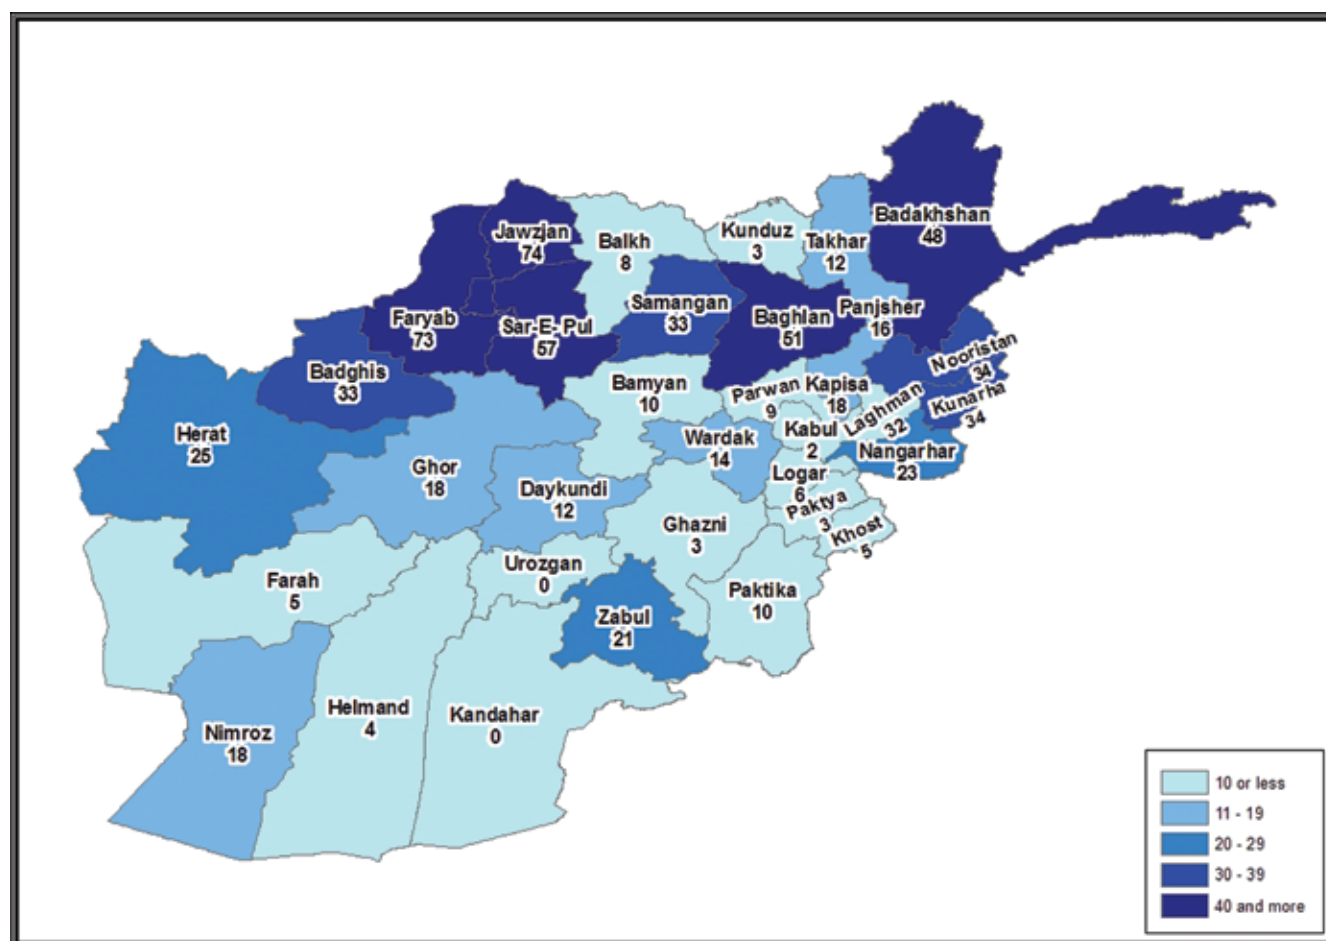 Badakhshan
48
Jawzjan
74
Balkh
8
Kunduz
3
Takhar
12
Samangan
33
Panjsher
16
Baghlan
51
Faryab
73
Sar-E- Pul
57
Nooristan
34
Badghis
33
Bamyan
10
Parwan
9
Kapisa
18
Laghman
32
Kunarha
34
Herat
25
Wardak
14
Kabul
2
Nangarhar
23
Ghor
18
Daykundi
12
Logar
6
Paktya
3
Khost
5
Ghazni
3
Urozgan
0
Farah
5
Zabul
21
Paktika
10
Helmand
4
Kandahar
0
Nimroz
18
10 or less
11 - 19
20 - 29
30 - 39
40 and more